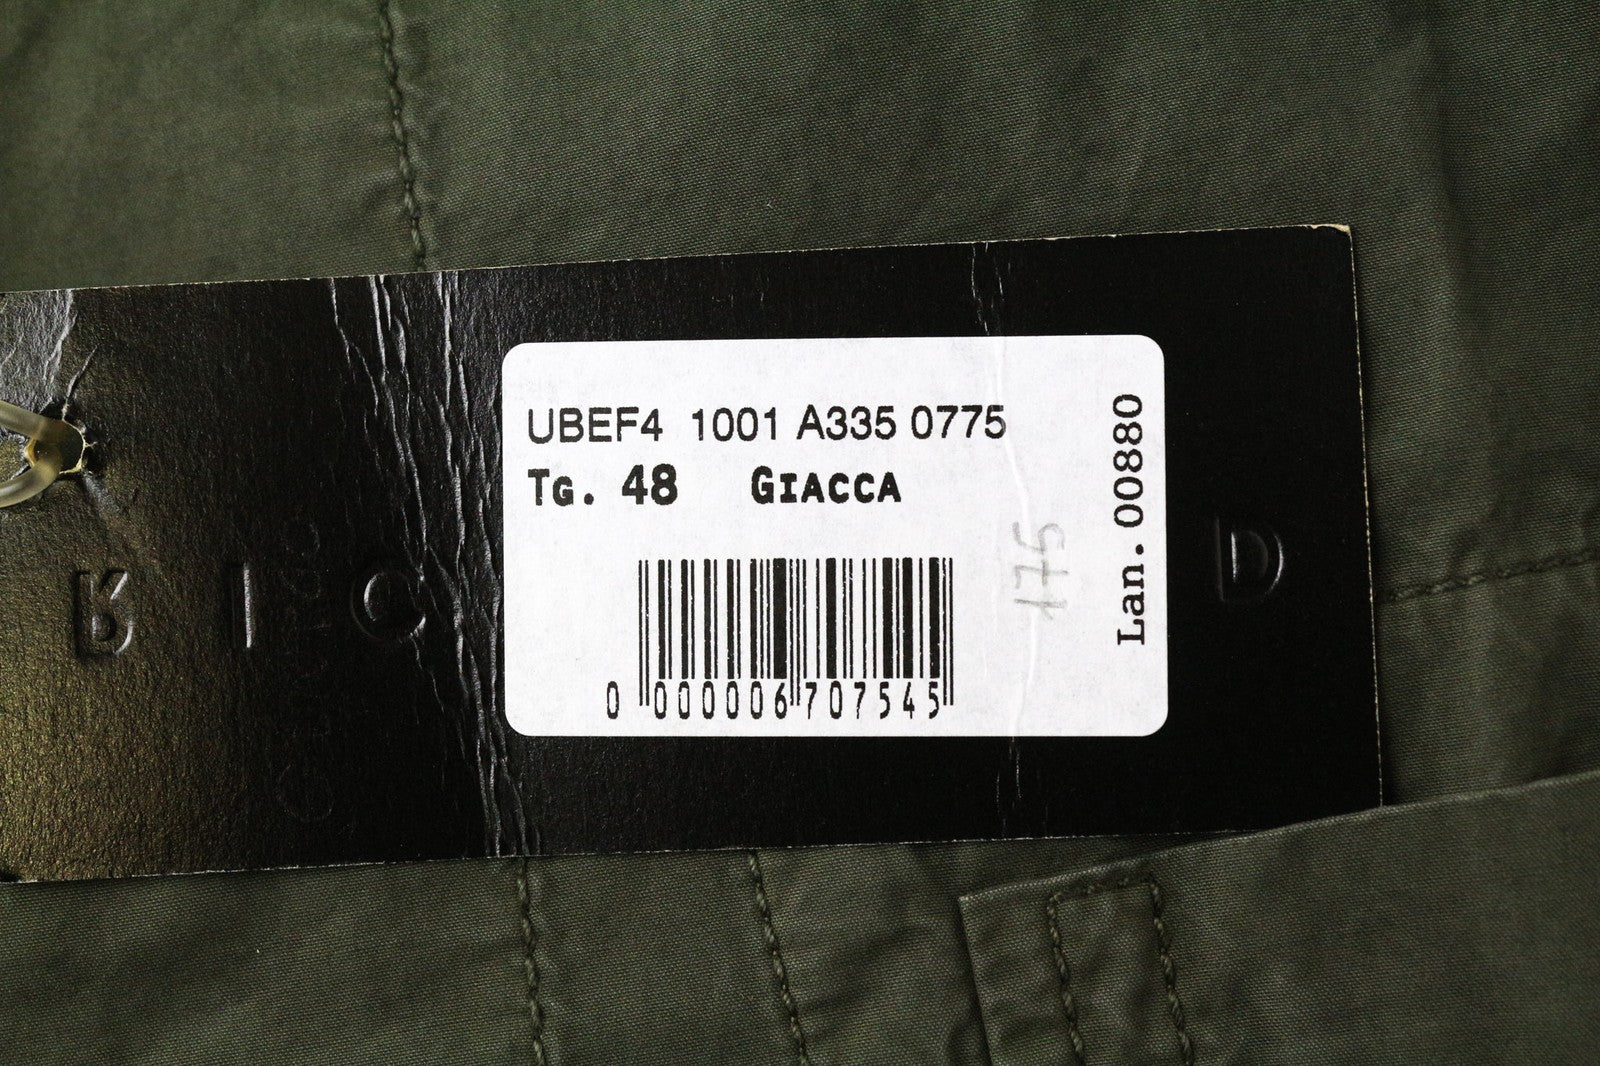 UBEF4 1001 A335 0775
Tg. 48 GIACCA
0 000006 707545
175
Lan. 00880